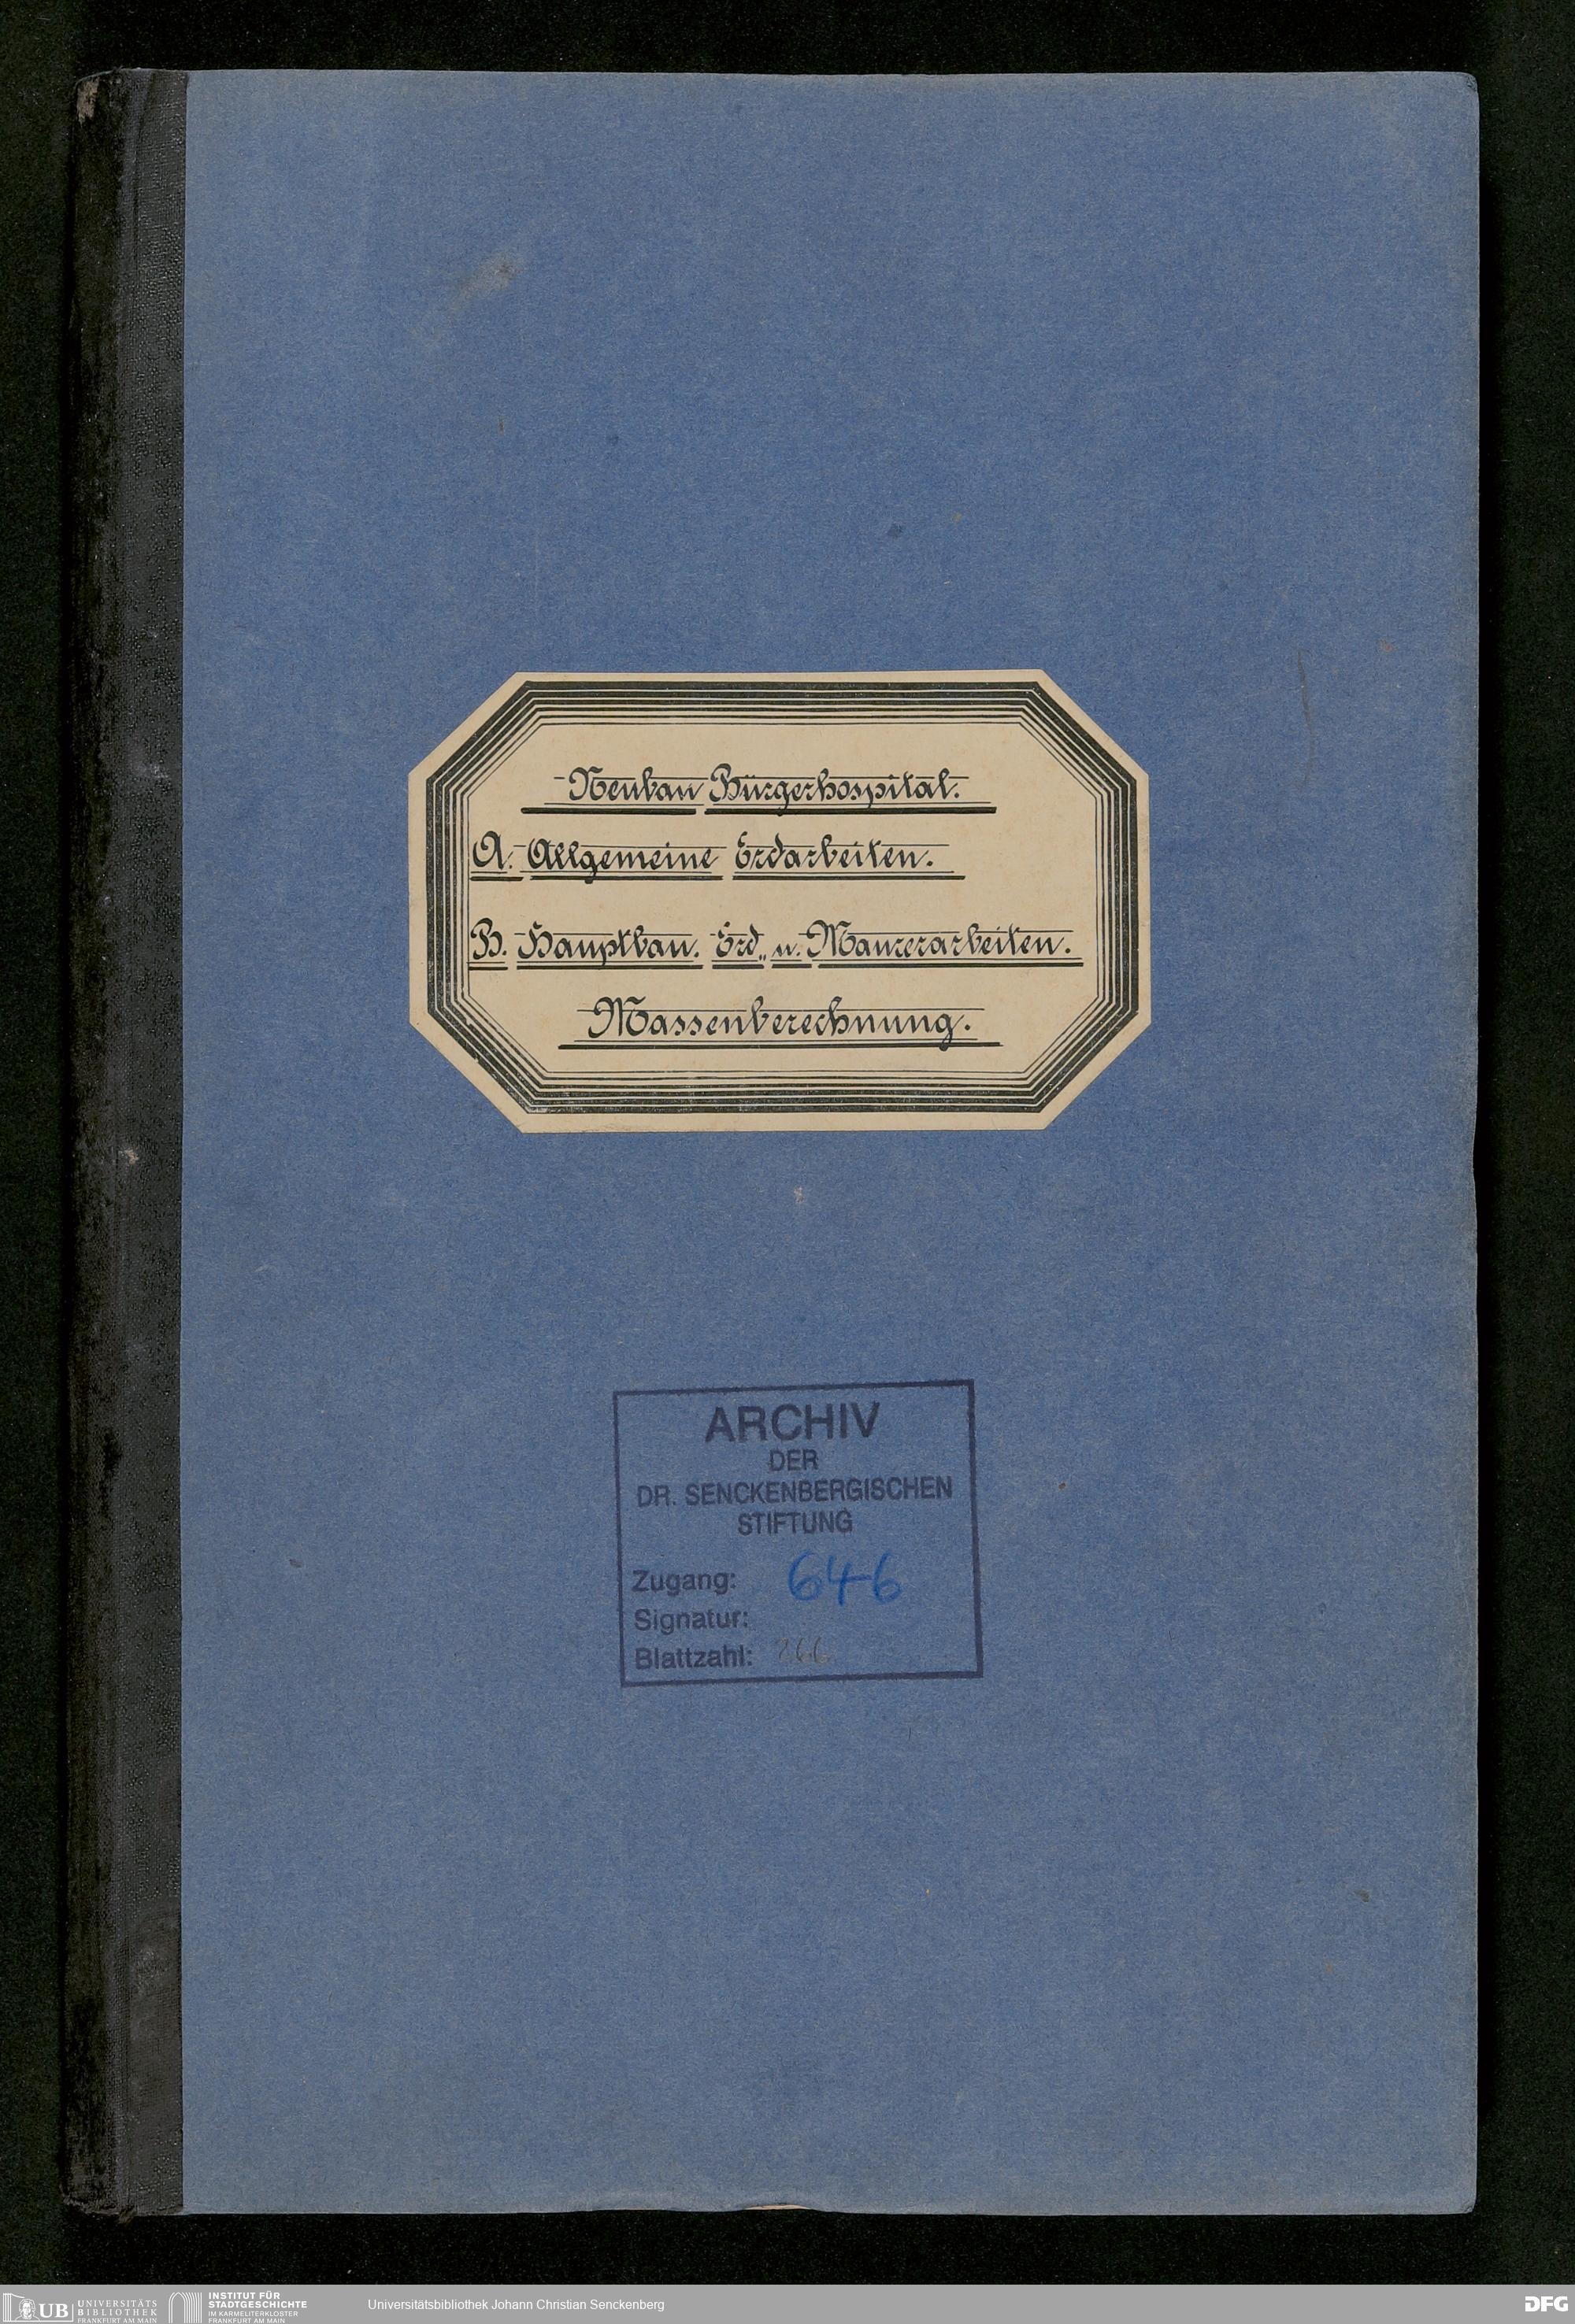 Neubau Bürgerhospital.
A. Allgemeine Erdarbeiten.
B. Hauptbau. Erd„ u. Maurerarbeiten.
Massenberechnung.
ARCHIV
DER
DR. SENCKENBERGISCHEN
STIFTUNG
Zugang: 646
Signatur:
Blattzahl: 266
UB UNIVERSITÄTS
BIBLIOTHEK
FRANKFURT AM MAIN
INSTITUT FÜR
STADTGESCHICHTE
IM KARMELITERKLOSTER
FRANKFURT AM MAIN
Universitätsbibliothek Johann Christian Senckenberg
DFG